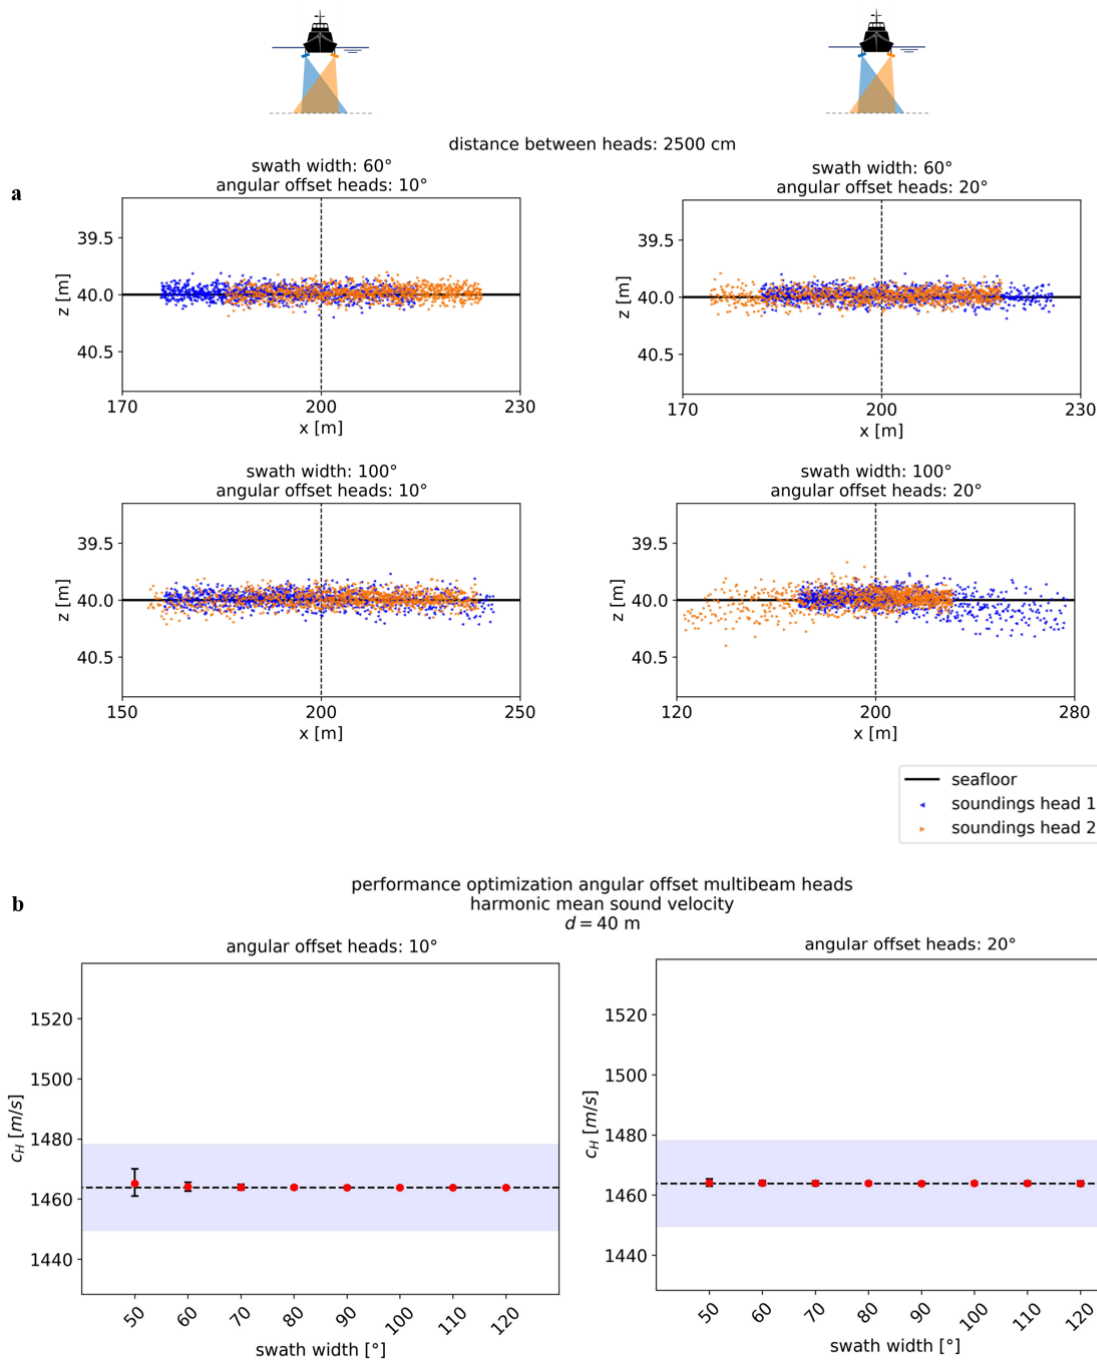 distance between heads: 2500 cm
a
swath width: 60°
angular offset heads: 10°
z [m]
39.5
40.0
40.5
170
200
230
x [m]
swath width: 60°
angular offset heads: 20°
z [m]
39.5
40.0
40.5
170
200
230
x [m]
swath width: 100°
angular offset heads: 10°
z [m]
39.5
40.0
40.5
150
200
250
x [m]
swath width: 100°
angular offset heads: 20°
z [m]
39.5
40.0
40.5
120
200
280
x [m]
seafloor
soundings head 1
soundings head 2
b
performance optimization angular offset multibeam heads
harmonic mean sound velocity
d = 40 m
angular offset heads: 10°
c_H [m/s]
1520
1500
1480
1460
1440
50
60
70
80
90
100
110
120
swath width [°]
angular offset heads: 20°
c_H [m/s]
1520
1500
1480
1460
1440
50
60
70
80
90
100
110
120
swath width [°]